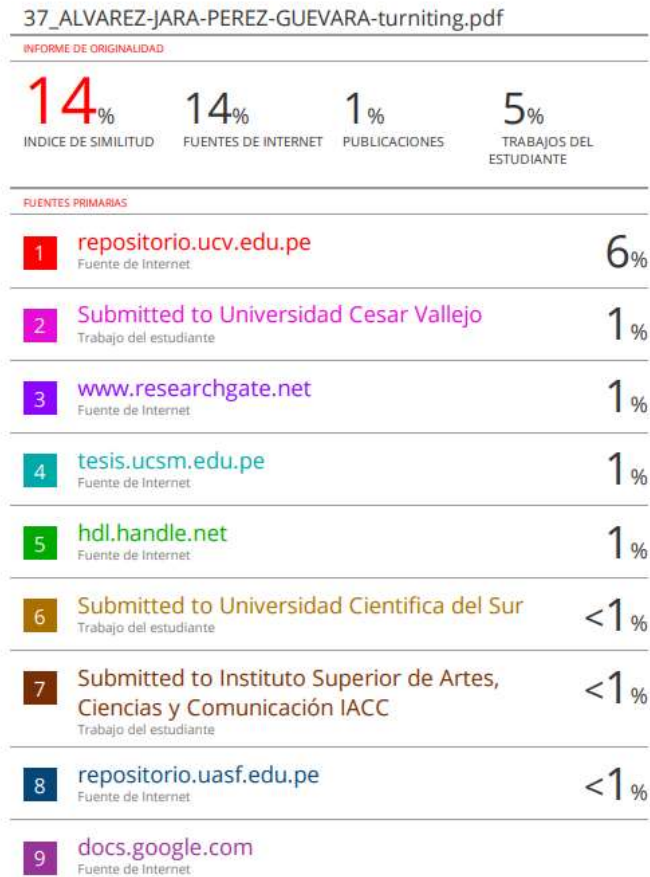 37_ALVAREZ-JARA-PEREZ-GUEVARA-turniting.pdf
INFORME DE ORIGINALIDAD
14%
INDICE DE SIMILITUD
14%
FUENTES DE INTERNET
1%
PUBLICACIONES
5%
TRABAJOS DEL
ESTUDIANTE
FUENTES PRIMARIAS
1 repositorio.ucv.edu.pe 6%
Fuente de Internet
2 Submitted to Universidad Cesar Vallejo 1%
Trabajo del estudiante
3 www.researchgate.net 1%
Fuente de Internet
4 tesis.ucsm.edu.pe 1%
Fuente de Internet
5 hdl.handle.net 1%
Fuente de Internet
6 Submitted to Universidad Cientifica del Sur <1%
Trabajo del estudiante
7 Submitted to Instituto Superior de Artes, <1%
Ciencias y Comunicación IACC
Trabajo del estudiante
8 repositorio.uasf.edu.pe <1%
Fuente de Internet
9 docs.google.com
Fuente de Internet